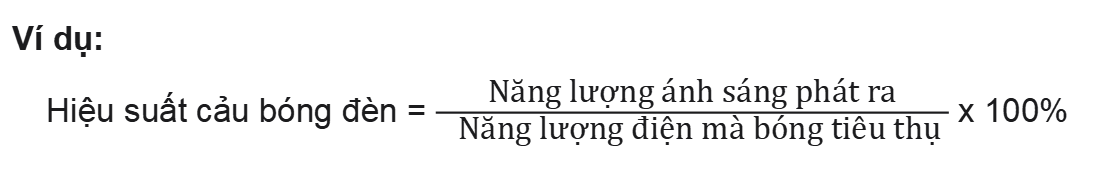 Ví dụ:
Năng lượng ánh sáng phát ra
Hiệu suất cảu bóng đèn = x 100%
Năng lượng điện mà bóng tiêu thụ